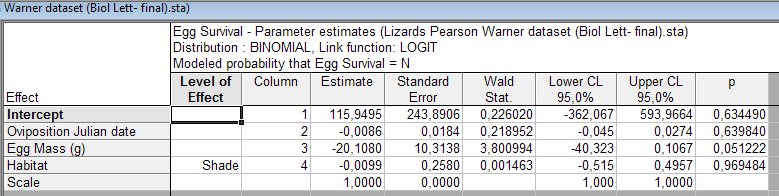 Warner dataset (Biol Lett- final).sta)
Egg Survival - Parameter estimates (Lizards Pearson Warner dataset (Biol Lett- final).sta)
Distribution : BINOMIAL, Link function: LOGIT
Modeled probability that Egg Survival = N
Effect Level of Effect Column Estimate Standard Error Wald Stat. Lower CL 95,0% Upper CL 95,0% p
Intercept 1 115,9495 243,8906 0,226020 -362,067 593,9664 0,634490
Oviposition Julian date 2 -0,0086 0,0184 0,218952 -0,045 0,0274 0,639840
Egg Mass (g) 3 -20,1080 10,3138 3,800994 -40,323 0,1067 0,051222
Habitat Shade 4 -0,0099 0,2580 0,001463 -0,515 0,4957 0,969484
Scale 1,0000 0,0000 1,000 1,0000